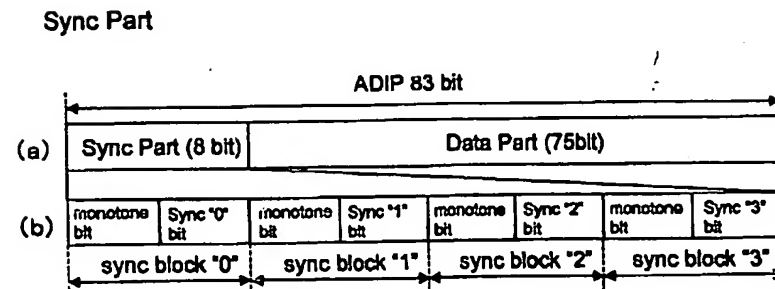 Sync Part
ADIP 83 bit
(a) Sync Part (8 bit) Data Part (75bit)
(b) monotone bit Sync "0" bit monotone bit Sync "1" bit monotone bit Sync "2" bit monotone bit Sync "3" bit
sync block "0" sync block "1" sync block "2" sync block "3"